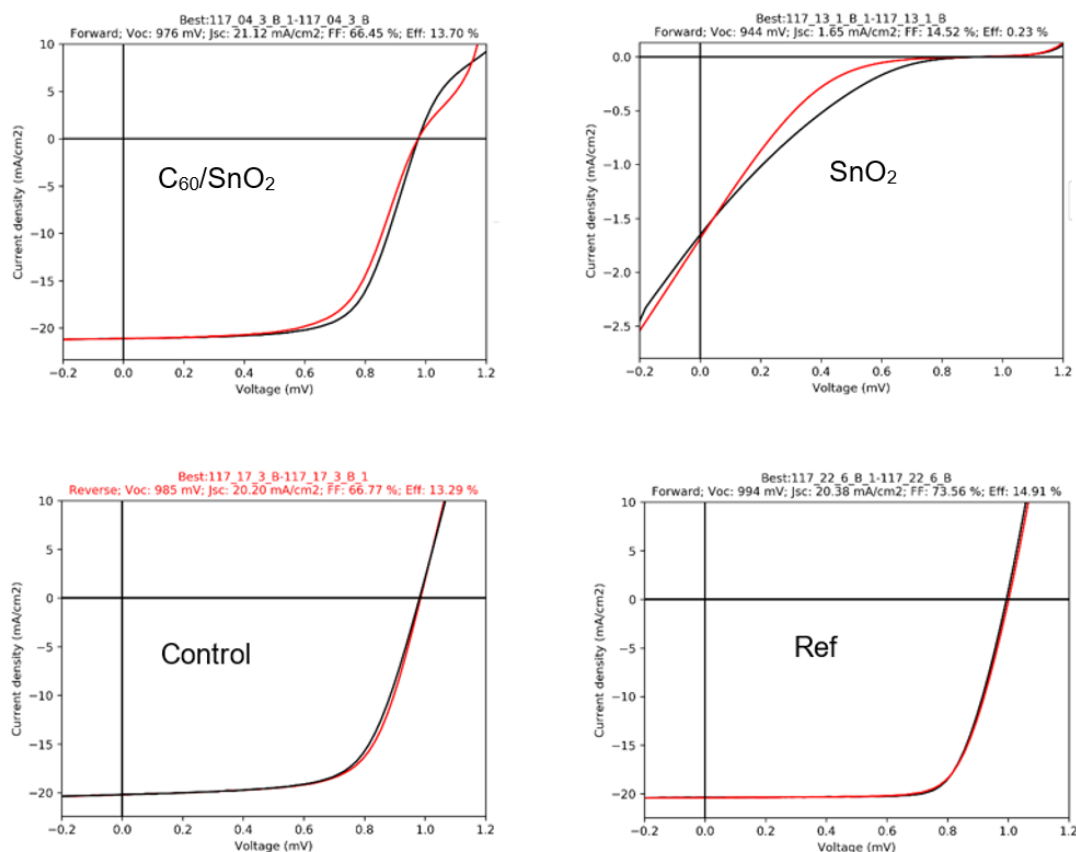 Best:117_04_3_B_1-117_04_3_B
Forward; Voc: 976 mV; Jsc: 21.12 mA/cm2; FF: 66.45 %; Eff: 13.70 %
10
5
0
−5
−10
−15
−20
Current density (mA/cm2)
C₆₀/SnO₂
−0.2 0.0 0.2 0.4 0.6 0.8 1.0 1.2
Voltage (mV)
Best:117_13_1_B_1-117_13_1_B
Forward; Voc: 944 mV; Jsc: 1.65 mA/cm2; FF: 14.52 %; Eff: 0.23 %
0.0
−0.5
−1.0
−1.5
−2.0
−2.5
Current density (mA/cm2)
SnO₂
−0.2 0.0 0.2 0.4 0.6 0.8 1.0 1.2
Voltage (mV)
Best:117_17_3_B-117_17_3_B_1
Reverse; Voc: 985 mV; Jsc: 20.20 mA/cm2; FF: 66.77 %; Eff: 13.29 %
10
5
0
−5
−10
−15
−20
Current density (mA/cm2)
Control
−0.2 0.0 0.2 0.4 0.6 0.8 1.0 1.2
Voltage (mV)
Best:117_22_6_B_1-117_22_6_B
Forward; Voc: 994 mV; Jsc: 20.38 mA/cm2; FF: 73.56 %; Eff: 14.91 %
10
5
0
−5
−10
−15
−20
Current density (mA/cm2)
Ref
−0.2 0.0 0.2 0.4 0.6 0.8 1.0 1.2
Voltage (mV)